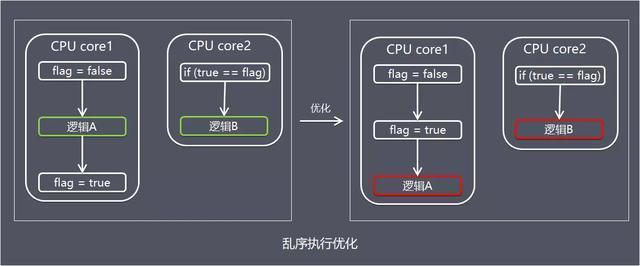 CPU core1
flag = false
逻辑A
flag = true
CPU core2
if (true == flag)
逻辑B
优化
CPU core1
flag = false
flag = true
逻辑A
CPU core2
if (true == flag)
逻辑B
乱序执行优化